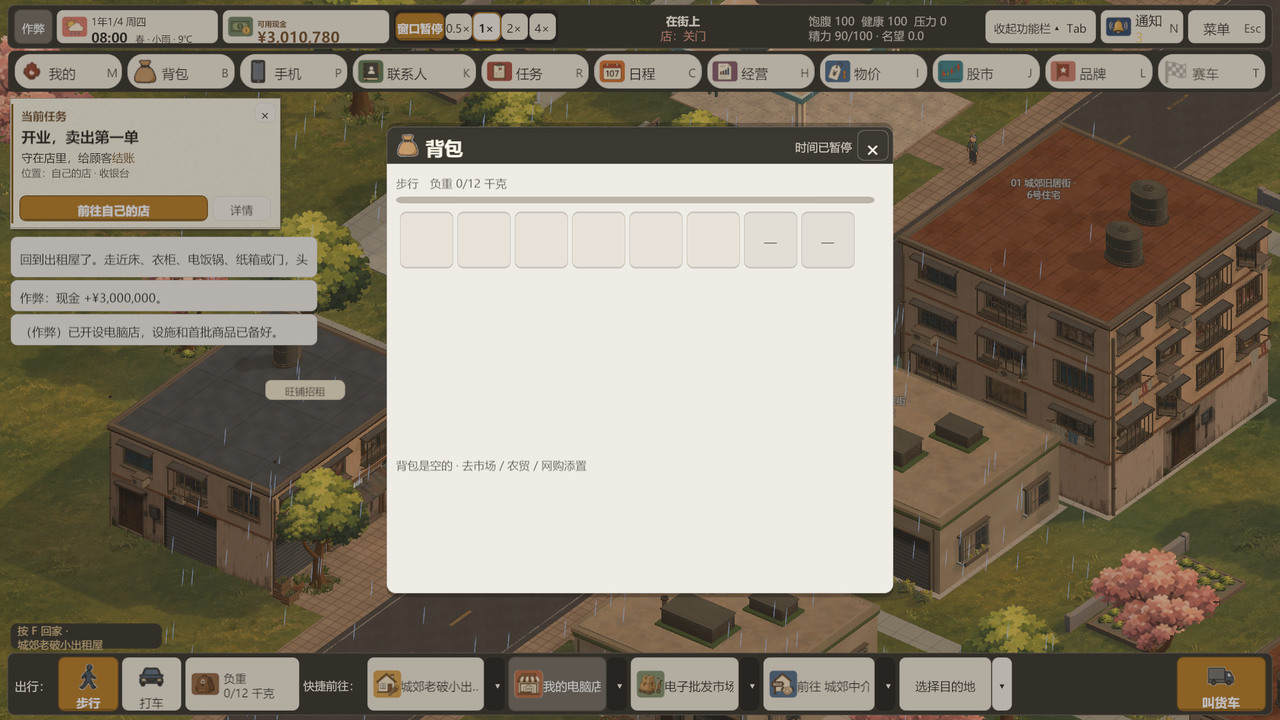 作弊
1年1/4 周四
08:00 春 · 小雨 · 9℃
可用现金
¥3,010,780
窗口暂停 0.5× 1× 2× 4×
在街上
店: 关门
饱腹 100 健康 100 压力 0
精力 90/100 · 名望 0.0
收起功能栏 ▴ Tab
通知 N
3
菜单 Esc
我的 M
背包 B
手机 P
联系人 K
任务 R
107 日程 C
经营 H
物价 I
股市 J
品牌 L
赛车 T
当前任务 ×
开业，卖出第一单
守在店里，给顾客结账
位置：自己的店 · 收银台
前往自己的店 详情
回到出租屋了。走近床、衣柜、电饭锅、纸箱或门，头
作弊：现金 +¥3,000,000。
（作弊）已开设电脑店，设施和首批商品已备好。
旺铺招租
背包 时间已暂停 ×
步行 负重 0/12 千克
— —
背包是空的 · 去市场 / 农贸 / 网购添置
01 城郊旧居街 ·
6号住宅
街
按 F 回家 ·
城郊老破小出租屋
出行：
步行
打车
负重
0/12 千克
快捷前往：
城郊老破小出.. ▾
我的电脑店 ▾
电子批发市场 ▾
前往 城郊中介 ▾
选择目的地 ▾
叫货车